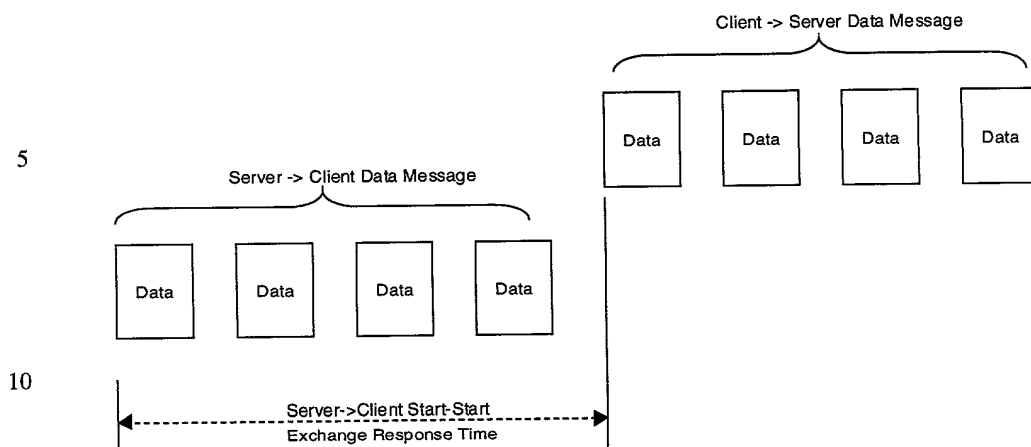 Client -> Server Data Message
Data Data Data Data
5
Server -> Client Data Message
Data Data Data Data
10
Server->Client Start-Start
Exchange Response Time